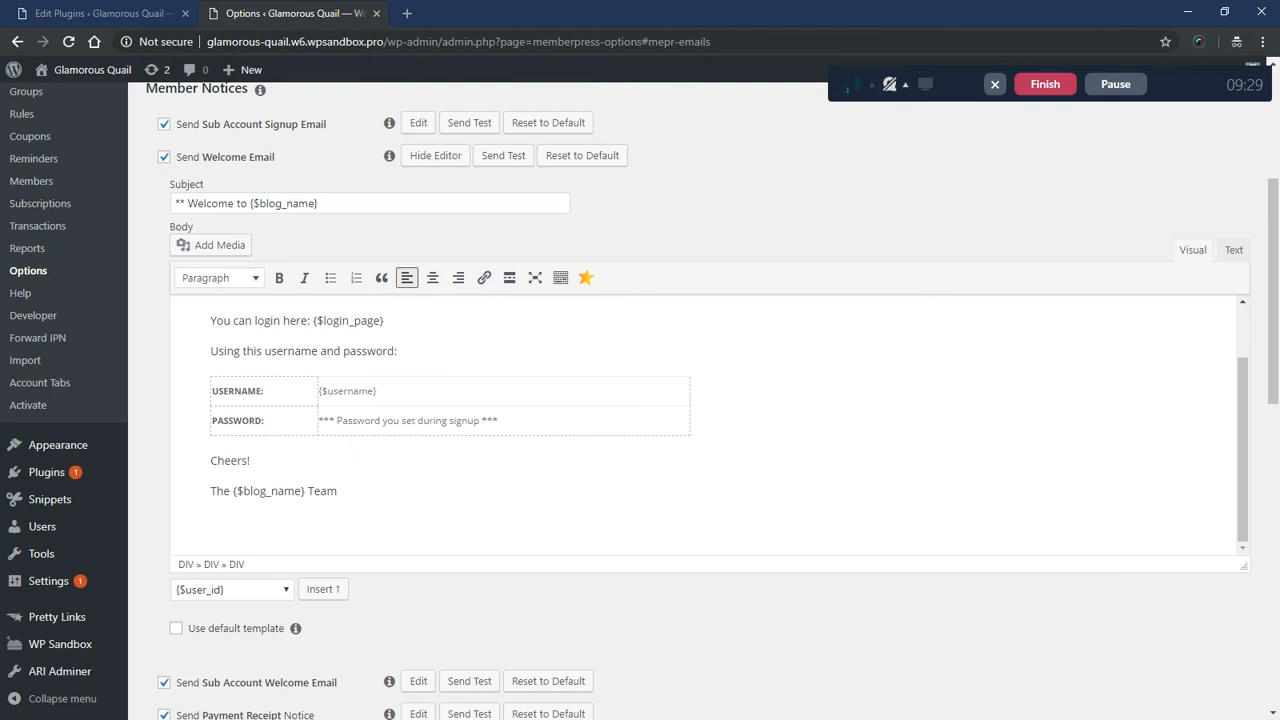 Edit Plugins ‹ Glamorous Quail —
Options ‹ Glamorous Quail — W
Not secure
glamorous-quail.w6.wpsandbox.pro/wp-admin/admin.php?page=memberpress-options#mepr-emails
Glamorous Quail
2
0
New
Finish
Pause
09:29
Groups
Rules
Coupons
Reminders
Members
Subscriptions
Transactions
Reports
Options
Help
Developer
Forward IPN
Import
Account Tabs
Activate
Appearance
Plugins 1
Snippets
Users
Tools
Settings 1
Pretty Links
WP Sandbox
ARI Adminer
Collapse menu
Member Notices
Send Sub Account Signup Email
Edit
Send Test
Reset to Default
Send Welcome Email
Hide Editor
Send Test
Reset to Default
Subject
** Welcome to {$blog_name}
Body
Add Media
Visual
Text
Paragraph
You can login here: {$login_page}
Using this username and password:
USERNAME: {$username}
PASSWORD: *** Password you set during signup ***
Cheers!
The {$blog_name} Team
DIV » DIV » DIV
{$user_id}
Insert ↑
Use default template
Send Sub Account Welcome Email
Edit
Send Test
Reset to Default
Send Payment Receipt Notice
Edit
Send Test
Reset to Default